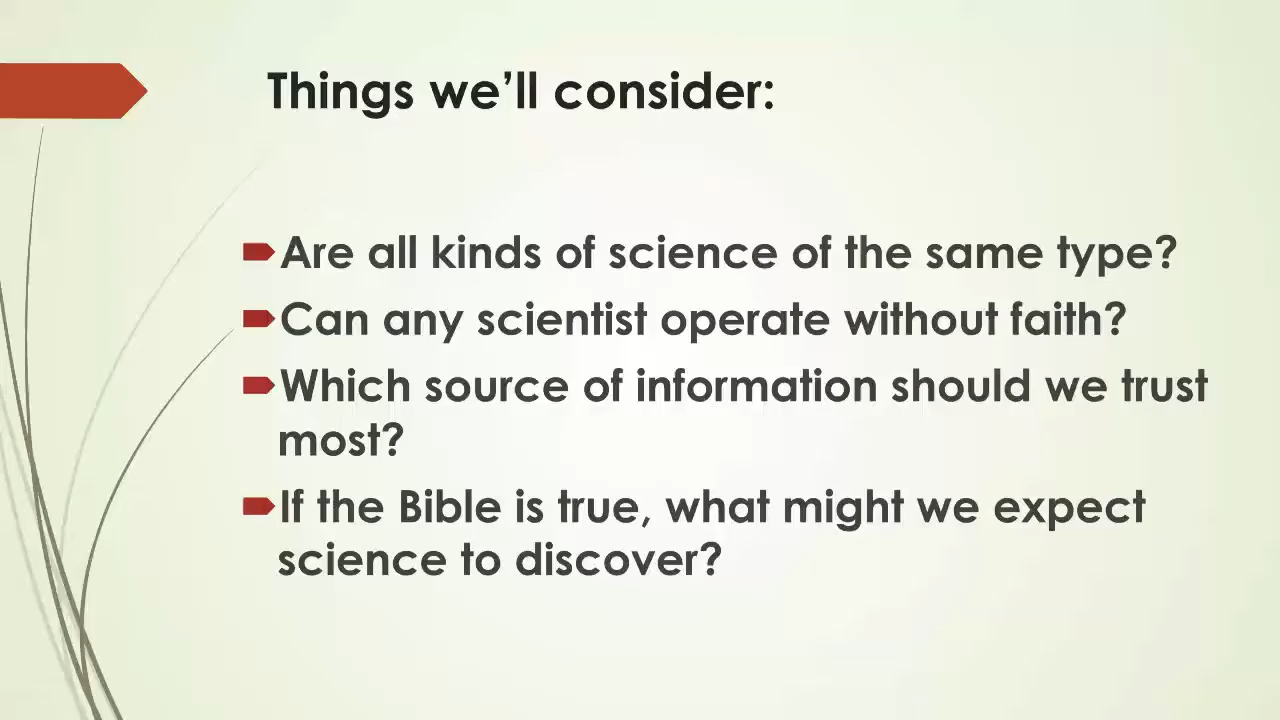 Things we’ll consider:
Are all kinds of science of the same type?
Can any scientist operate without faith?
Which source of information should we trust
most?
If the Bible is true, what might we expect
science to discover?